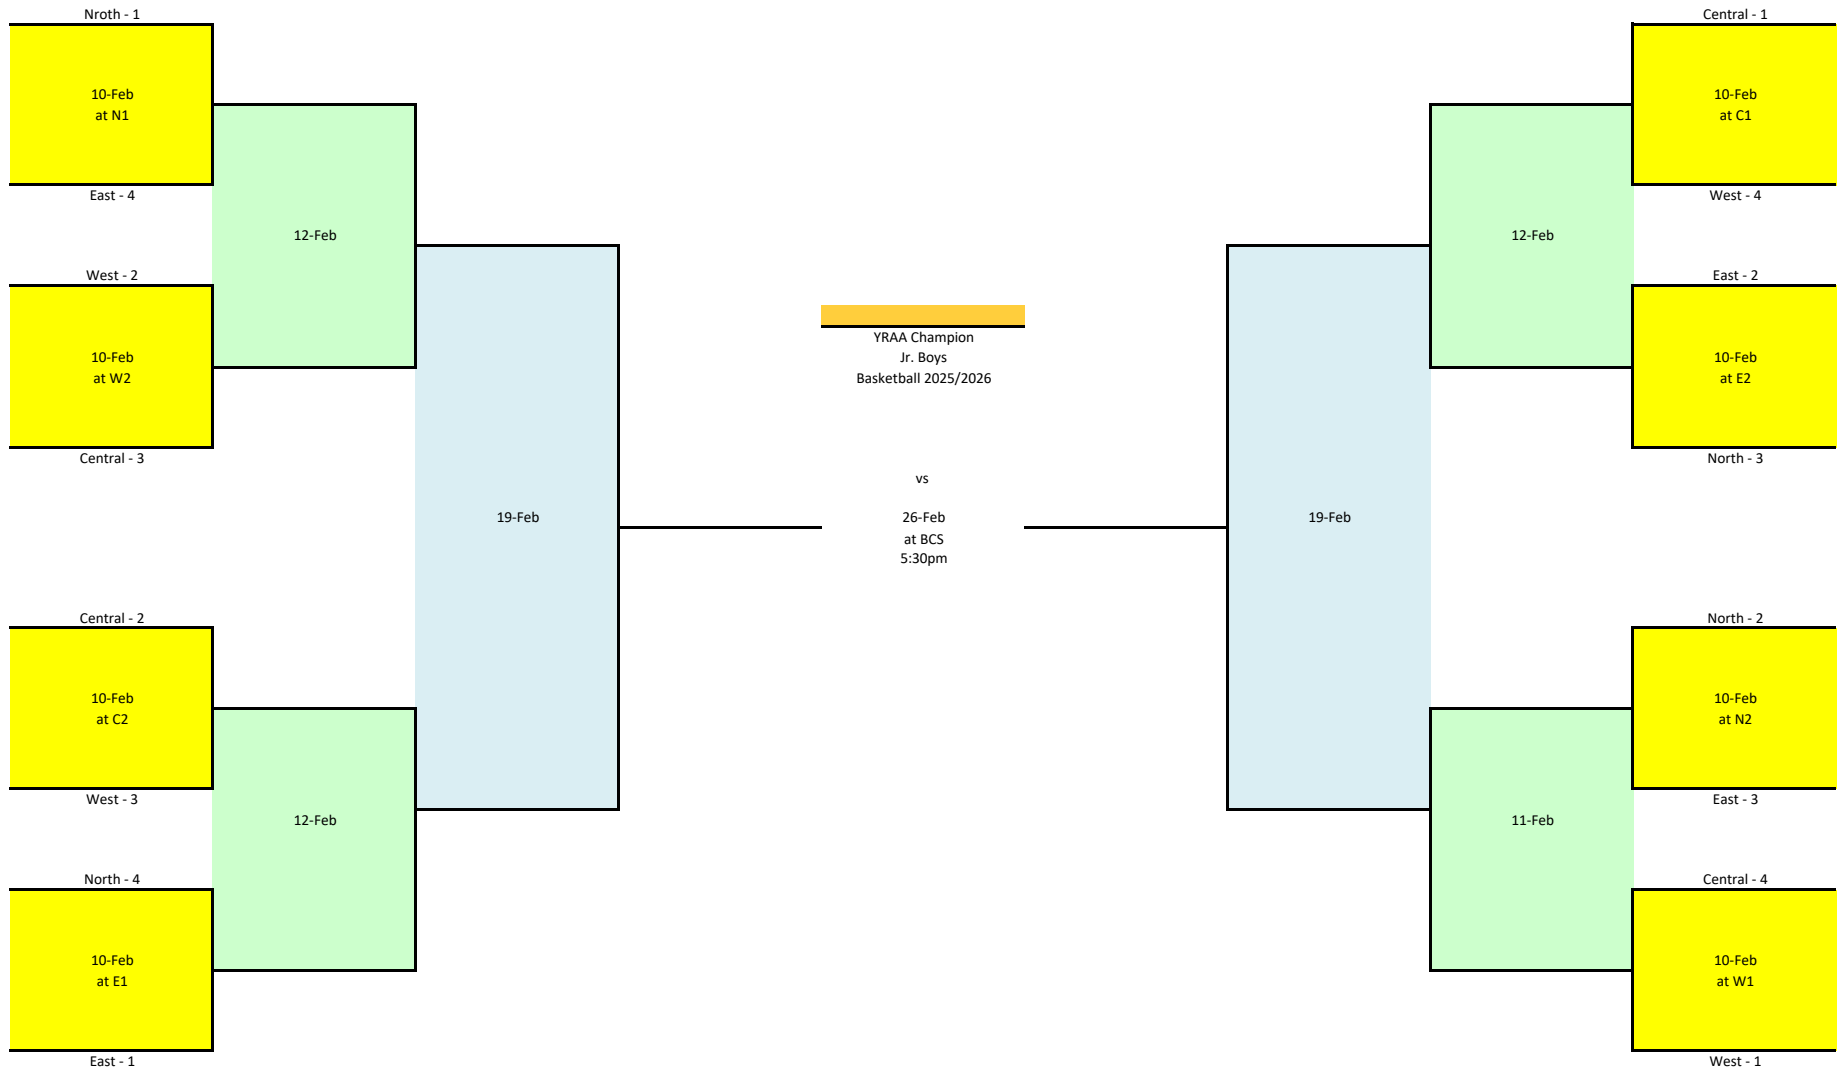 Nroth - 1
10-Feb
at N1
East - 4
12-Feb
West - 2
10-Feb
at W2
Central - 3
19-Feb
Central - 2
10-Feb
at C2
West - 3
12-Feb
North - 4
10-Feb
at E1
East - 1
YRAA Champion
Jr. Boys
Basketball 2025/2026
vs
26-Feb
at BCS
5:30pm
Central - 1
10-Feb
at C1
West - 4
12-Feb
East - 2
10-Feb
at E2
North - 3
19-Feb
North - 2
10-Feb
at N2
East - 3
11-Feb
Central - 4
10-Feb
at W1
West - 1